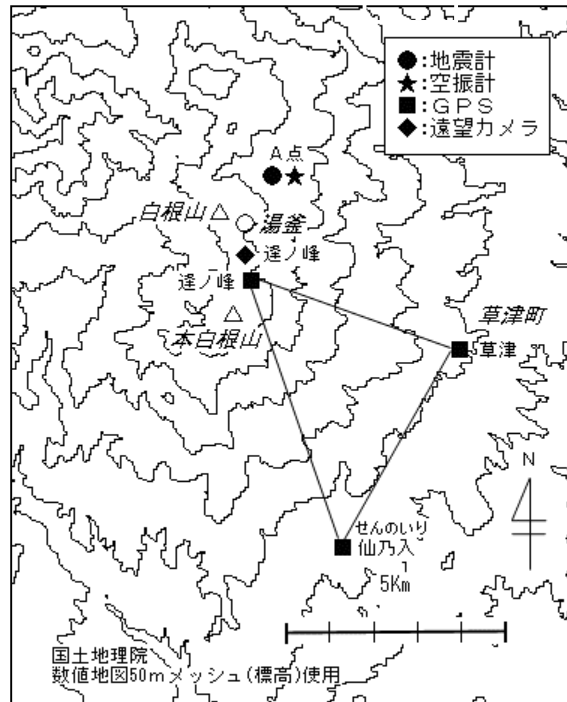 ●:地震計
★:空振計
■:GPS
◆:遠望カメラ
A点
白根山△
湯釜
逢ノ峰
逢ノ峰
本白根山
草津町
草津
N
せんのいり
仙乃入
5Km
国土地理院
数値地図50mメッシュ(標高)使用